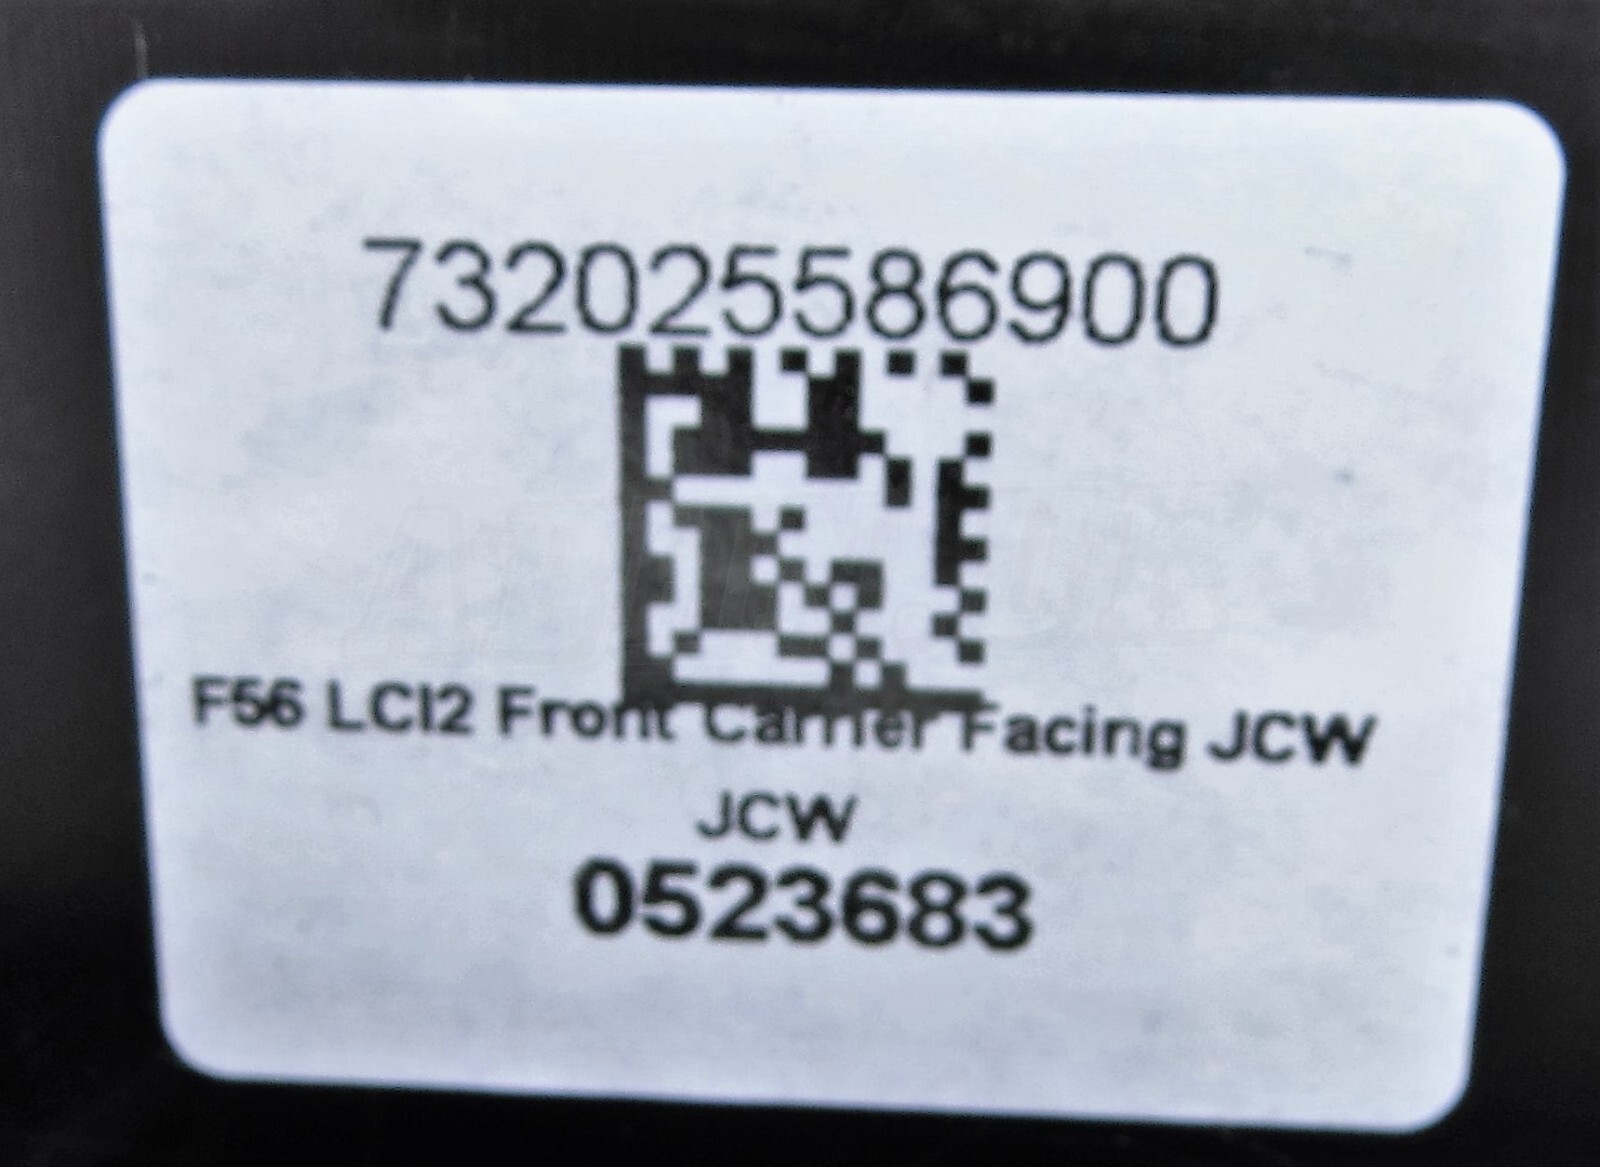 732025586900
F56 LCI2 Front Carrier Facing JCW
JCW
0523683